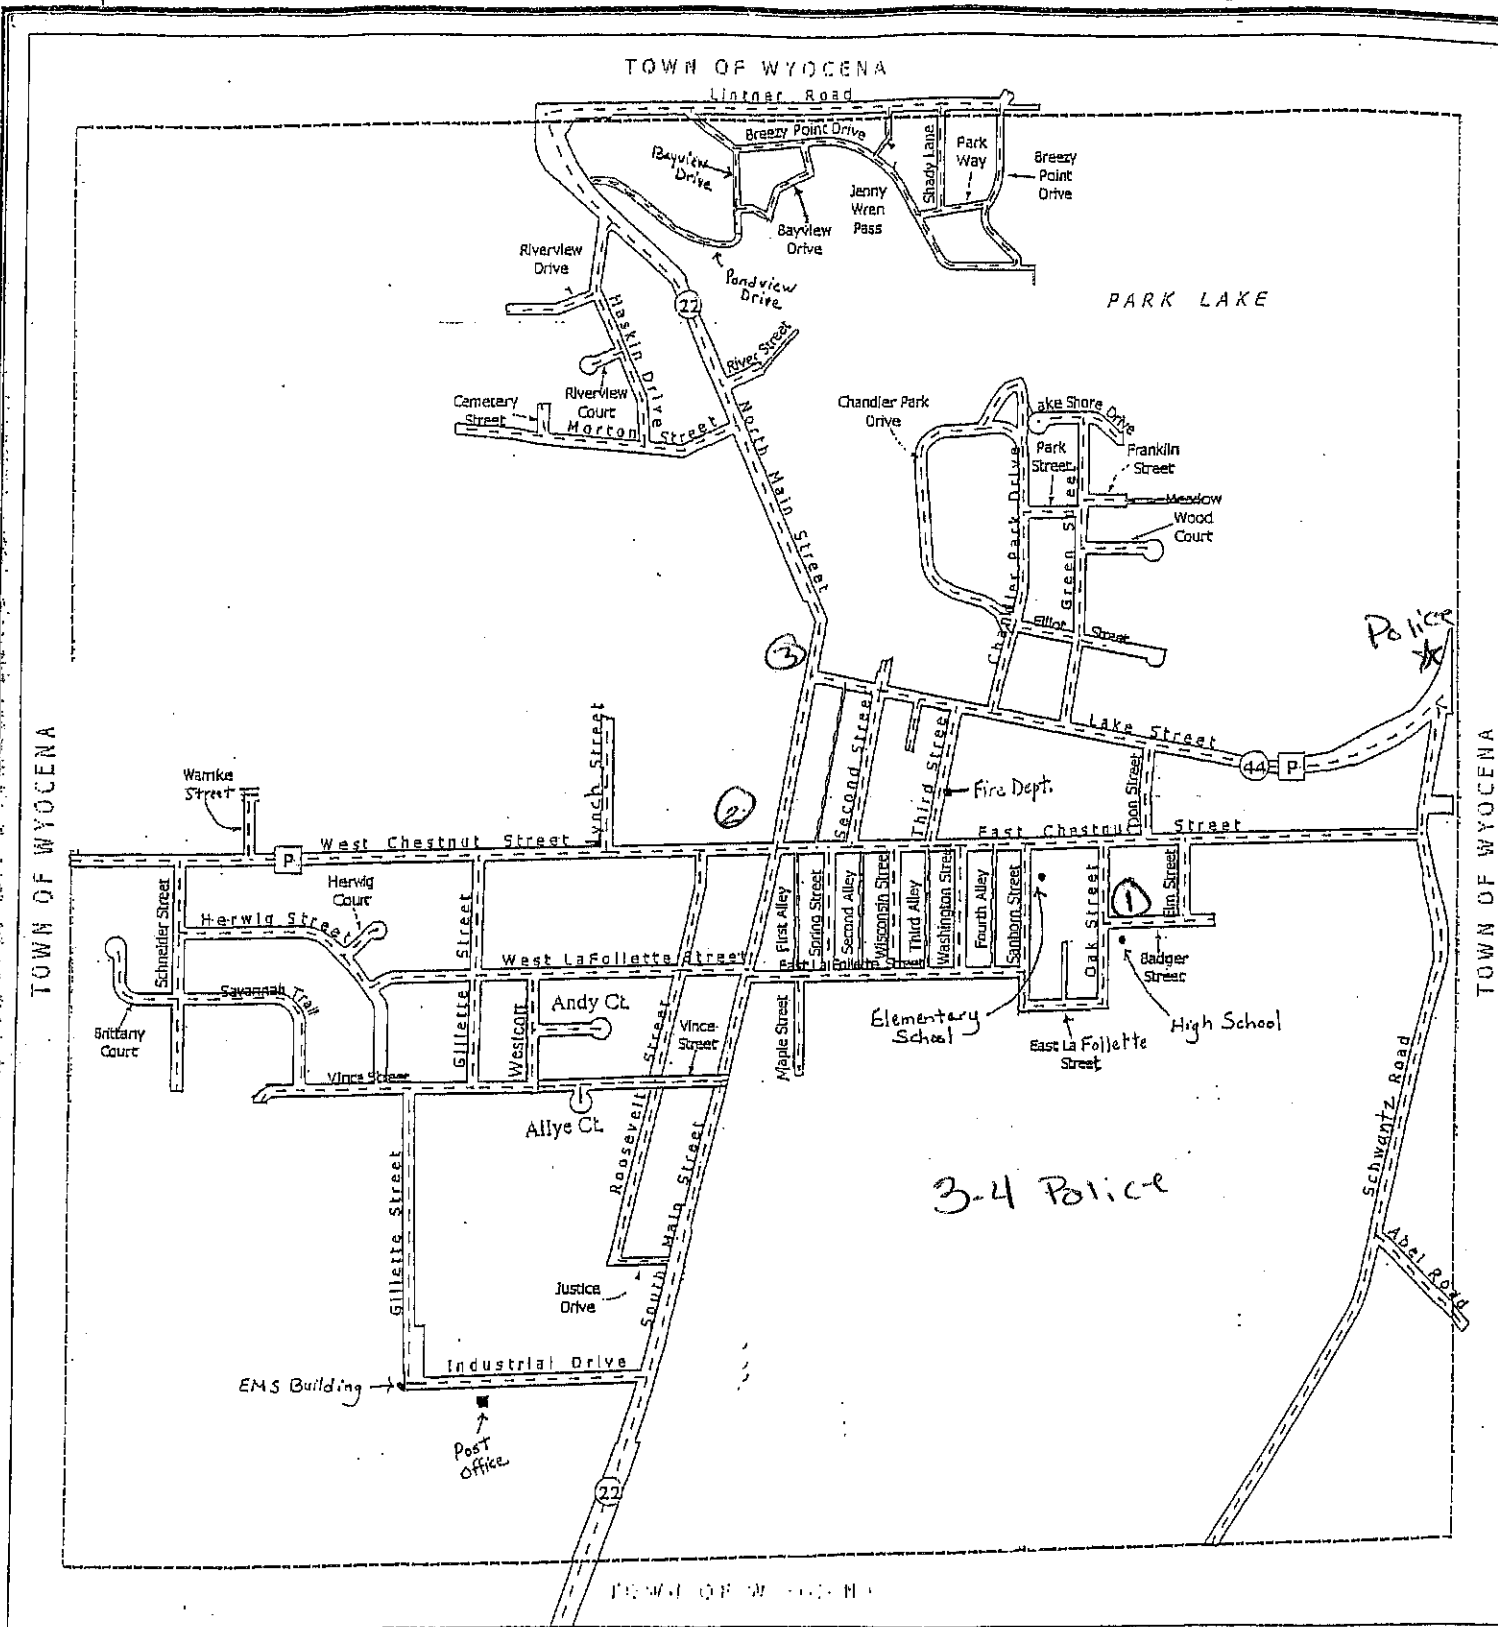 TOWN OF WYOCENA
Lintner Road
Breezy Point Drive
Bayview
Drive
Shady Lane
Park
Way
Breezy
Point
Drive
Jenny
Wren
Pass
Bayview
Drive
Pondview
Drive
Riverview
Drive
22
PARK LAKE
Haskin Drive
River Street
Riverview
Court
Cemetery
Street
Morton Street
North Main Street
Chandler Park
Drive
ake Shore Drive
Park
Street
Franklin
Street
Meadow
Wood
Court
Chandler Park Drive
Green Street
Elliot Street
Police
3
Lake Street
44
P
TOWN OF WYOCENA
TOWN OF WYOCENA
Lynch Street
Second Street
Third Street
Fire Dept.
Warnke
Street
2
West Chestnut Street
East Chestnut Street
P
Schneider Street
Herwig
Court
Herwig Street
Gillette Street
First Alley
Spring Street
Second Alley
Wisconsin Street
Third Alley
Washington Street
Fourth Alley
Sanborn Street
Oak Street
1
Elm Street
Badger
Street
West LaFollette Street
East LaFollette Street
Savannah Trail
Brittany
Court
Westcott
Andy Ct.
Vince
Street
Maple Street
Elementary
School
East La Follette
Street
High School
Vince Street
Allye Ct.
Roosevelt Street
South Main Street
Gillette Street
3-4 Police
Schwantz Road
Abel Road
Justice
Drive
Industrial Drive
EMS Building
Post
Office
22
TOWN OF